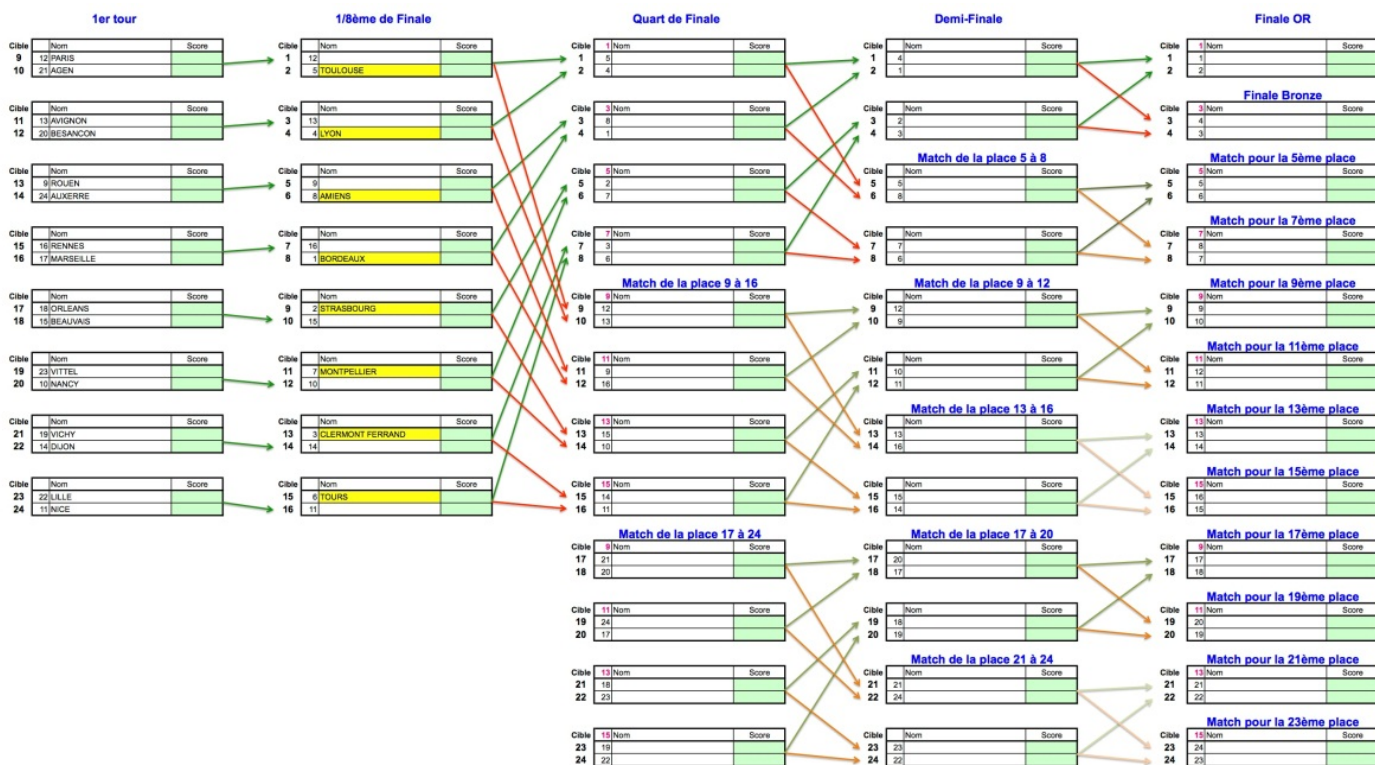 1er tour
Cible Nom Score
9 12 PARIS
10 21 AGEN
Cible Nom Score
11 13 AVIGNON
12 20 BESANCON
Cible Nom Score
13 9 ROUEN
14 24 AUXERRE
Cible Nom Score
15 16 RENNES
16 17 MARSEILLE
Cible Nom Score
17 18 ORLEANS
18 15 BEAUVAIS
Cible Nom Score
19 23 VITTEL
20 10 NANCY
Cible Nom Score
21 19 VICHY
22 14 DIJON
Cible Nom Score
23 22 LILLE
24 11 NICE
1/8ème de Finale
Cible Nom Score
1 12
2 5 TOULOUSE
Cible Nom Score
3 13
4 4 LYON
Cible Nom Score
5 9
6 8 AMIENS
Cible Nom Score
7 16
8 1 BORDEAUX
Cible Nom Score
9 2 STRASBOURG
10 15
Cible Nom Score
11 7 MONTPELLIER
12 10
Cible Nom Score
13 3 CLERMONT FERRAND
14 14
Cible Nom Score
15 6 TOURS
16 11
Quart de Finale
Cible 1 Nom Score
1 5
2 4
Cible 3 Nom Score
3 8
4 1
Cible 5 Nom Score
5 2
6 7
Cible 7 Nom Score
7 3
8 6
Match de la place 9 à 16
Cible 9 Nom Score
9 12
10 13
Cible 11 Nom Score
11 9
12 16
Cible 13 Nom Score
13 15
14 10
Cible 15 Nom Score
15 14
16 11
Match de la place 17 à 24
Cible 9 Nom Score
17 21
18 20
Cible 11 Nom Score
19 24
20 17
Cible 13 Nom Score
21 18
22 23
Cible 15 Nom Score
23 19
24 22
Demi-Finale
Cible Nom Score
1 4
2 1
Cible Nom Score
3 2
4 3
Match de la place 5 à 8
Cible Nom Score
5 5
6 8
Cible Nom Score
7 7
8 6
Match de la place 9 à 12
Cible Nom Score
9 12
10 9
Cible Nom Score
11 10
12 11
Match de la place 13 à 16
Cible Nom Score
13 13
14 16
Cible Nom Score
15 15
16 14
Match de la place 17 à 20
Cible Nom Score
17 20
18 17
Cible Nom Score
19 18
20 19
Match de la place 21 à 24
Cible Nom Score
21 21
22 24
Cible Nom Score
23 23
24 22
Finale OR
Cible 1 Nom Score
1 1
2 2
Finale Bronze
Cible 3 Nom Score
3 4
4 3
Match pour la 5ème place
Cible 5 Nom Score
5 5
6 6
Match pour la 7ème place
Cible 7 Nom Score
7 8
8 7
Match pour la 9ème place
Cible 9 Nom Score
9 9
10 10
Match pour la 11ème place
Cible 11 Nom Score
11 12
12 11
Match pour la 13ème place
Cible 13 Nom Score
13 13
14 14
Match pour la 15ème place
Cible 15 Nom Score
15 16
16 15
Match pour la 17ème place
Cible 9 Nom Score
17 17
18 18
Match pour la 19ème place
Cible 11 Nom Score
19 20
20 19
Match pour la 21ème place
Cible 13 Nom Score
21 21
22 22
Match pour la 23ème place
Cible 15 Nom Score
23 24
24 23